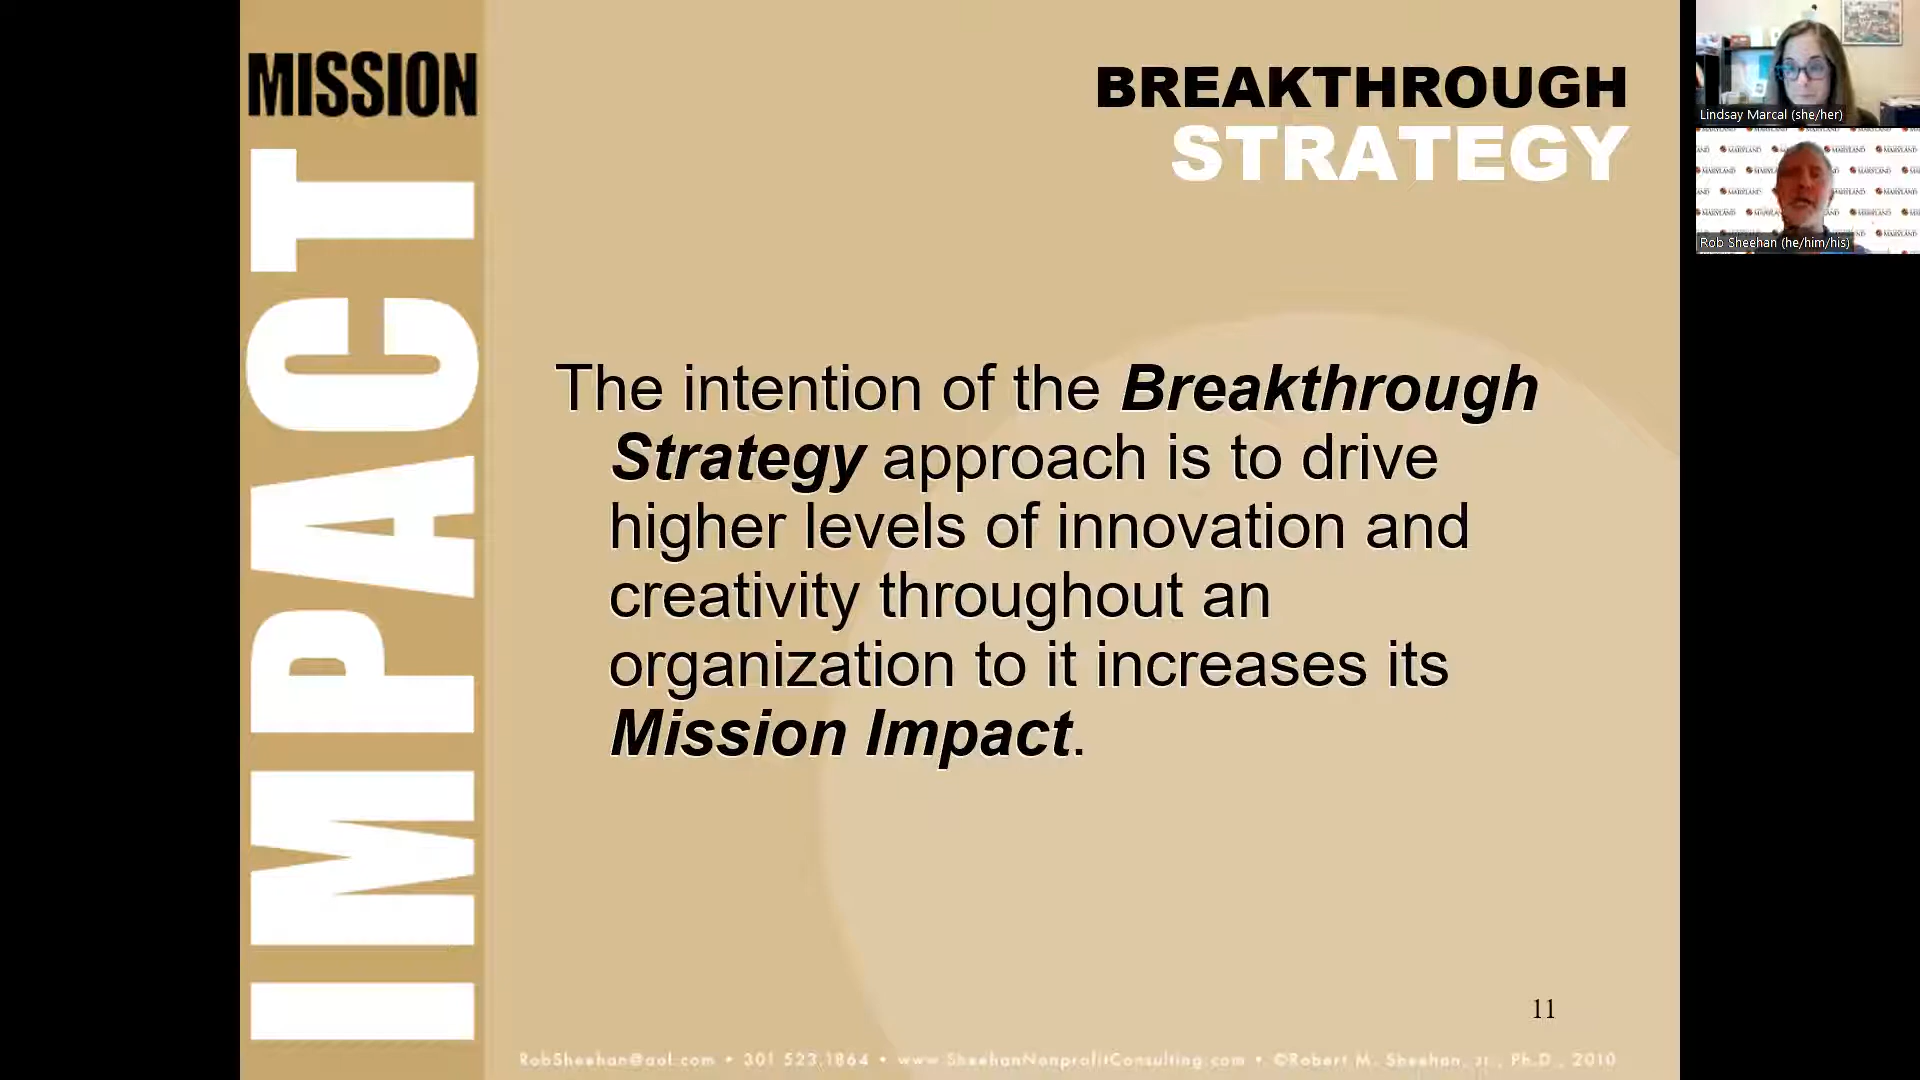 MISSION
IMPACT
BREAKTHROUGH
STRATEGY
The intention of the Breakthrough
Strategy approach is to drive
higher levels of innovation and
creativity throughout an
organization to it increases its
Mission Impact.
11
RobSheehan@aol.com • 301 523.1864 • www SheehanNonprofitConsulting.com • ©Robert M. Sheehan, Jr., Ph.D., 2010
Lindsay Marcal (she/her)
MARYLAND
Rob Sheehan (he/him/his)